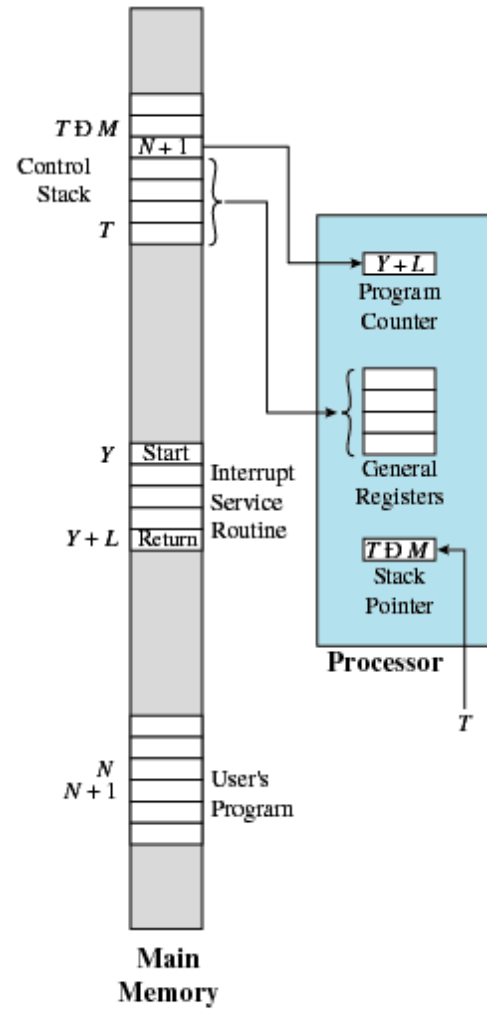 T Ð M
N + 1
Control
Stack
T
Y + L
Program
Counter
Y
Start
Interrupt
Service
Routine
General
Registers
Y + L
Return
T Ð M
Stack
Pointer
Processor
T
N
N + 1
User's
Program
Main
Memory